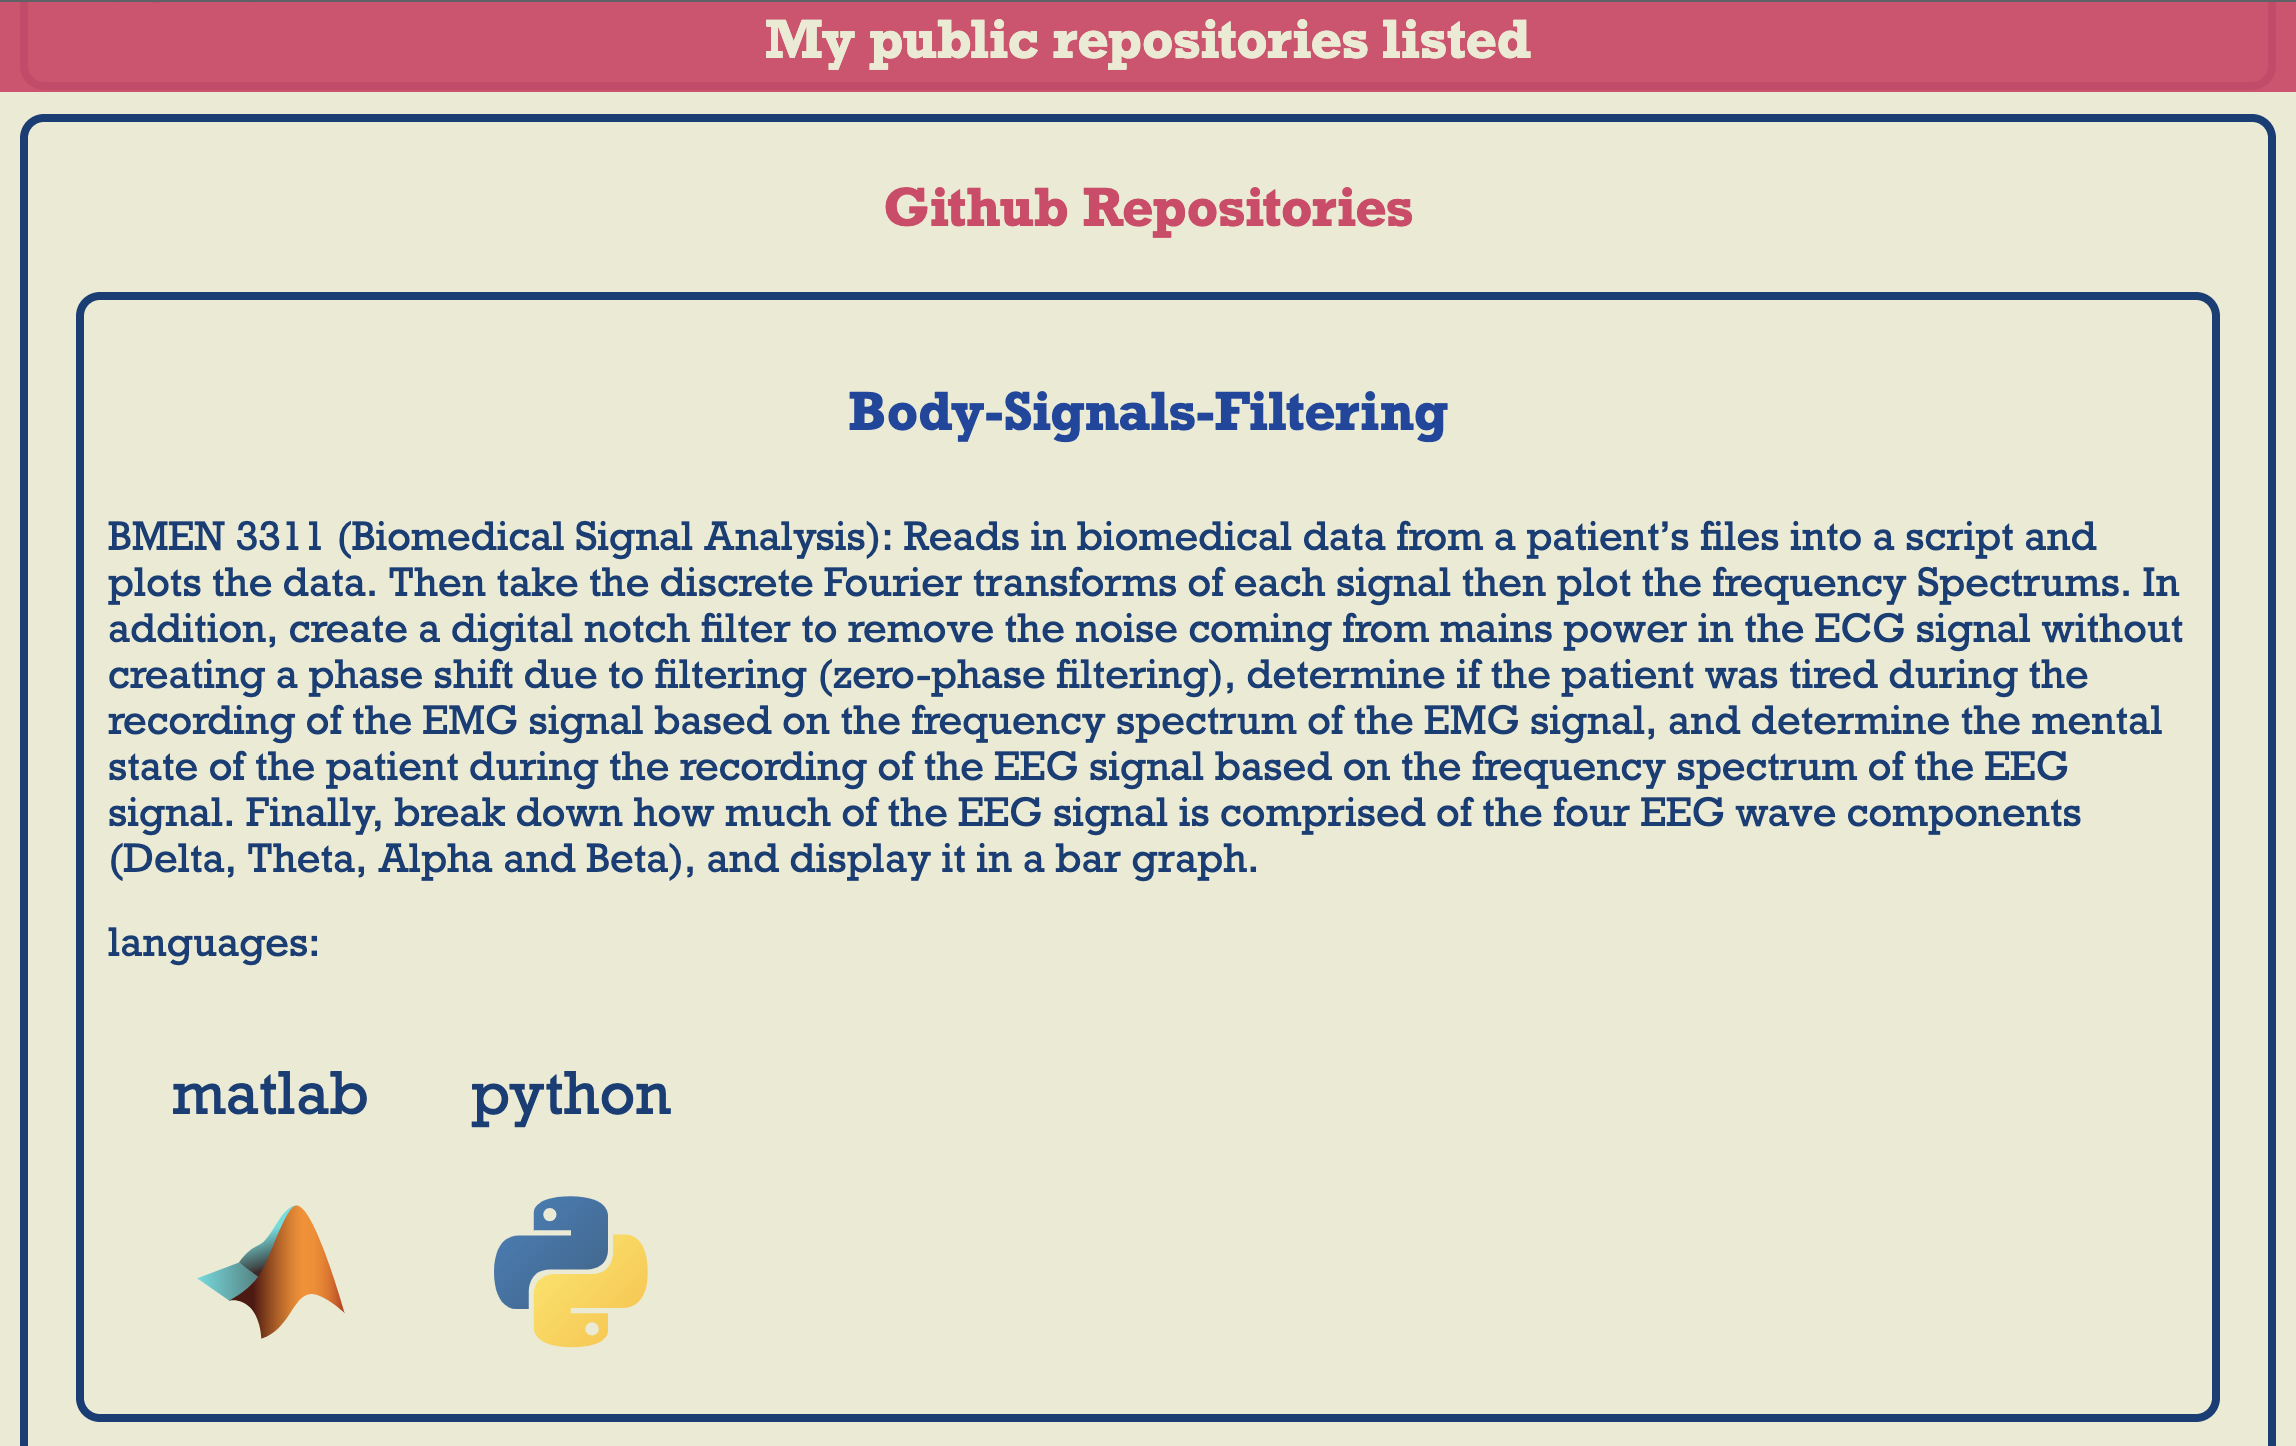 My public repositories listed
Github Repositories
Body-Signals-Filtering
BMEN 3311 (Biomedical Signal Analysis): Reads in biomedical data from a patient’s files into a script and
plots the data. Then take the discrete Fourier transforms of each signal then plot the frequency Spectrums. In
addition, create a digital notch filter to remove the noise coming from mains power in the ECG signal without
creating a phase shift due to filtering (zero-phase filtering), determine if the patient was tired during the
recording of the EMG signal based on the frequency spectrum of the EMG signal, and determine the mental
state of the patient during the recording of the EEG signal based on the frequency spectrum of the EEG
signal. Finally, break down how much of the EEG signal is comprised of the four EEG wave components
(Delta, Theta, Alpha and Beta), and display it in a bar graph.
languages:
matlab python